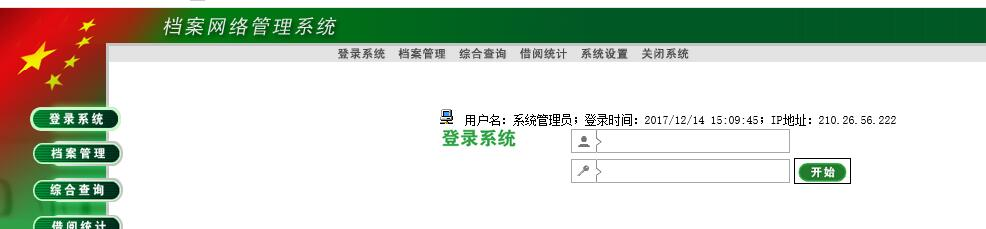 档案网络管理系统
登录系统 档案管理 综合查询 借阅统计 系统设置 关闭系统
登录系统
档案管理
综合查询
借阅统计
用户名：系统管理员；登录时间：2017/12/14 15:09:45；IP地址：210.26.56.222
登录系统
开始